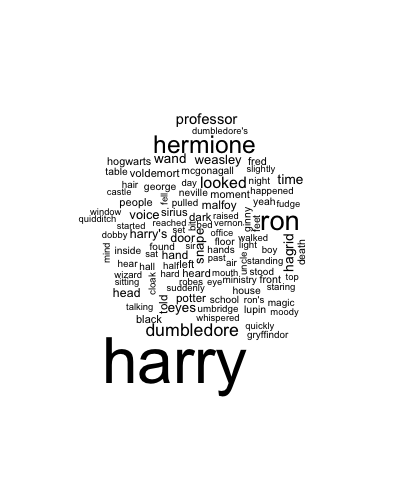 professor
dumbledore's
hermione
hogwarts wand weasley fred
table voldemort mcgonagall slightly
hair george day looked night time
castle fell neville moment happened
people pulled malfoy yeah fudge
window voice sirius dark raised ginny feet ron
quidditch started reached bed vernon
dobby harry's set door office
mind inside found sir snape floor walked hagrid death
sat hand hands light boy
hear hall half left past air uncle standing
wizard hard heard mouth stood
sitting cloak robes eye ministry front top
suddenly house staring
head told potter school ron's magic
talking eyes umbridge lupin moody
black whispered
dumbledore quickly
gryffindor
harry